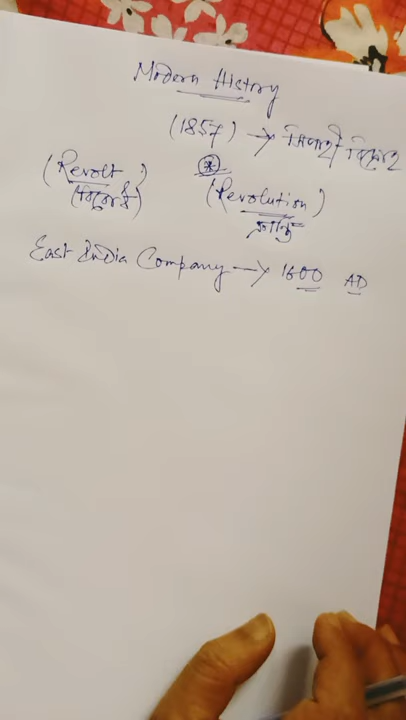 Modern History
(1857) → सिपाही विद्रोह
(Revolt) (Revolution)
(विद्रोह) क्रान्ति
East India Company → 1600 AD